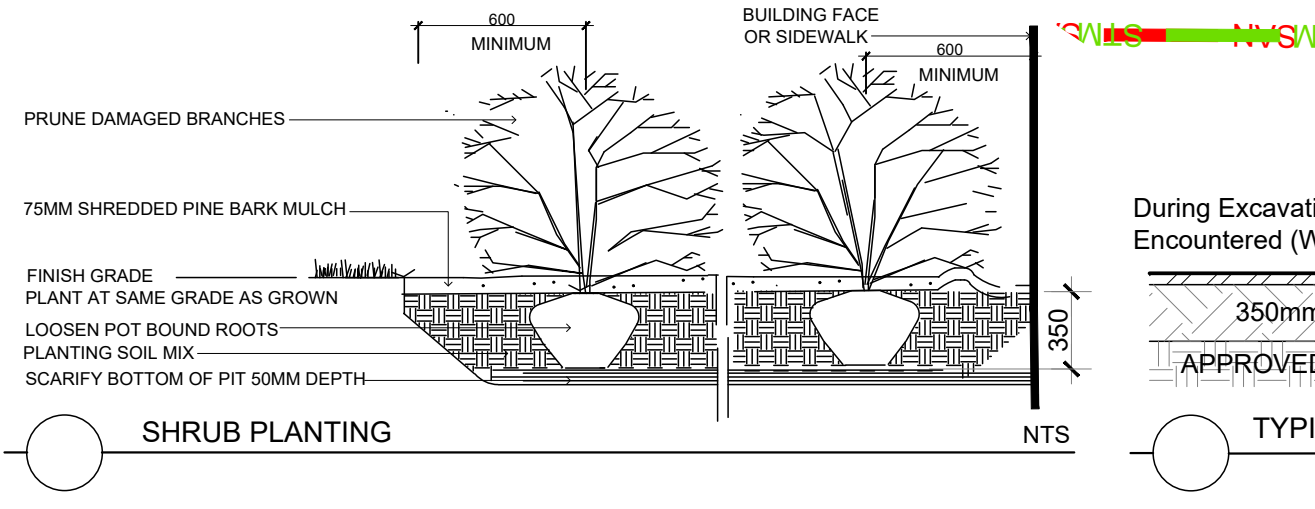 600
MINIMUM
BUILDING FACE
OR SIDEWALK
600
MINIMUM
PRUNE DAMAGED BRANCHES
75MM SHREDDED PINE BARK MULCH
FINISH GRADE
PLANT AT SAME GRADE AS GROWN
LOOSEN POT BOUND ROOTS
PLANTING SOIL MIX
SCARIFY BOTTOM OF PIT 50MM DEPTH
350
SHRUB PLANTING
NTS
STM
SAN
During Excavati
Encountered (W
350mm
APPROVED
TYPI